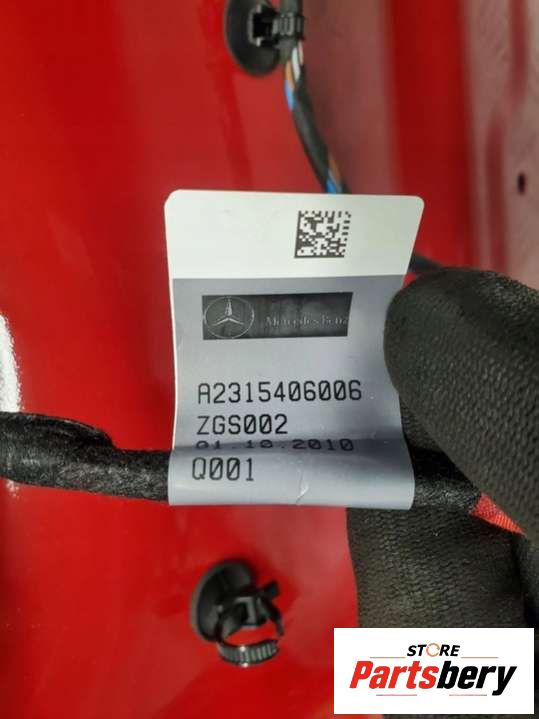 Mercedes-Benz
A2315406006
ZGS002
01.10.2010
Q001
STORE
Partsbery